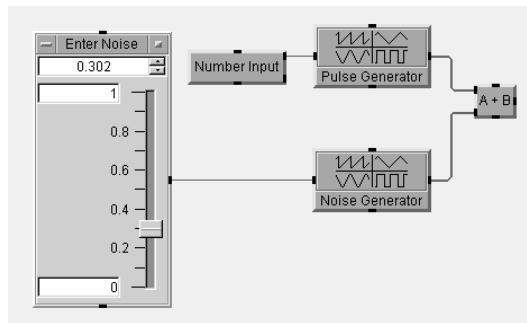 Enter Noise
0.302
1
0.8
0.6
0.4
0.2
0
Number Input
Pulse Generator
Noise Generator
A + B